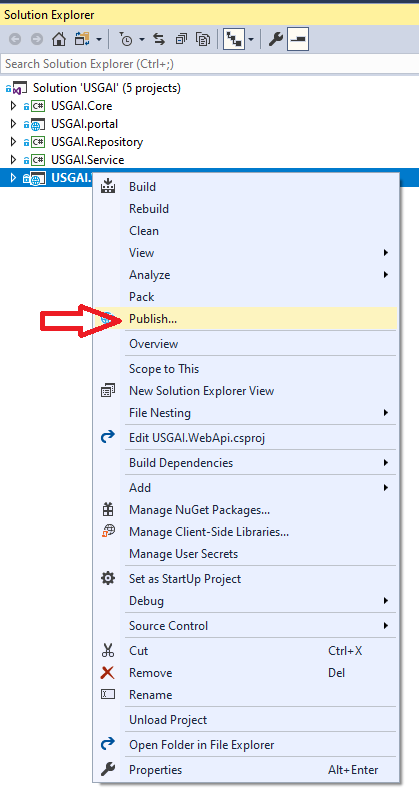 Solution Explorer
Search Solution Explorer (Ctrl+;)
Solution 'USGAI' (5 projects)
C# USGAI.Core
USGAI.portal
C# USGAI.Repository
C# USGAI.Service
USGAI.
Build
Rebuild
Clean
View
Analyze
Pack
Publish...
Overview
Scope to This
New Solution Explorer View
File Nesting
Edit USGAI.WebApi.csproj
Build Dependencies
Add
Manage NuGet Packages...
Manage Client-Side Libraries...
Manage User Secrets
Set as StartUp Project
Debug
Source Control
Cut Ctrl+X
Remove Del
Rename
Unload Project
Open Folder in File Explorer
Properties Alt+Enter